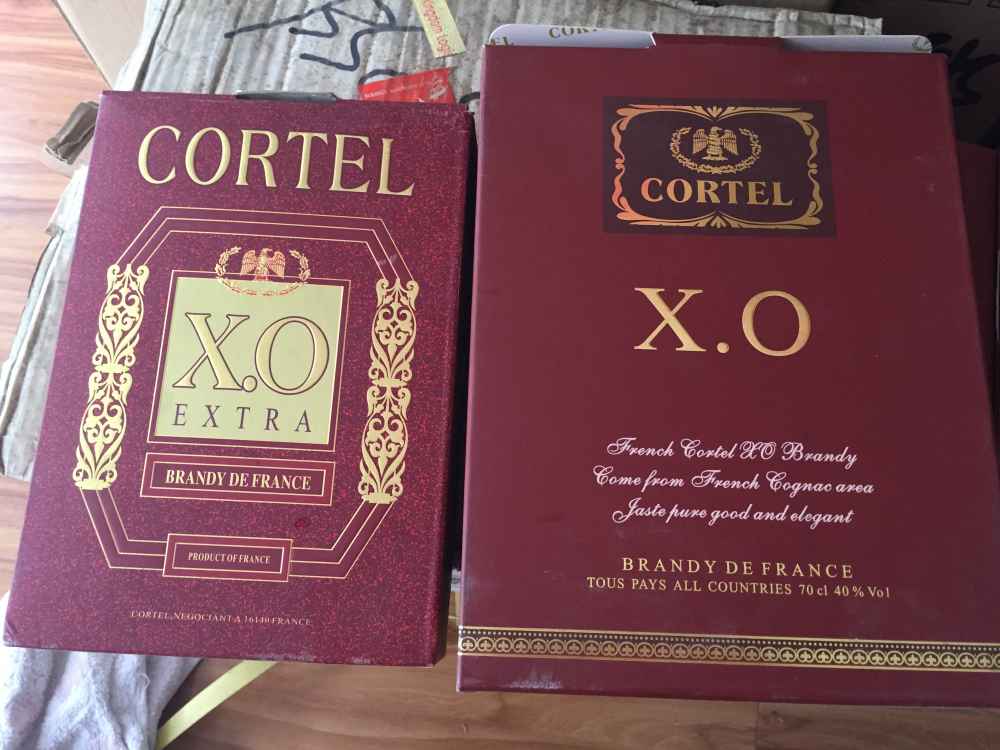 CORTEL
X.O
EXTRA
BRANDY DE FRANCE
PRODUCT OF FRANCE
CORTEL, NEGOCIANT A 16140 FRANCE
CORTEL
X.O
French Cortel XO Brandy
Come from French Cognac area
Jaste pure good and elegant
BRANDY DE FRANCE
TOUS PAYS ALL COUNTRIES 70 cl 40 % Vol